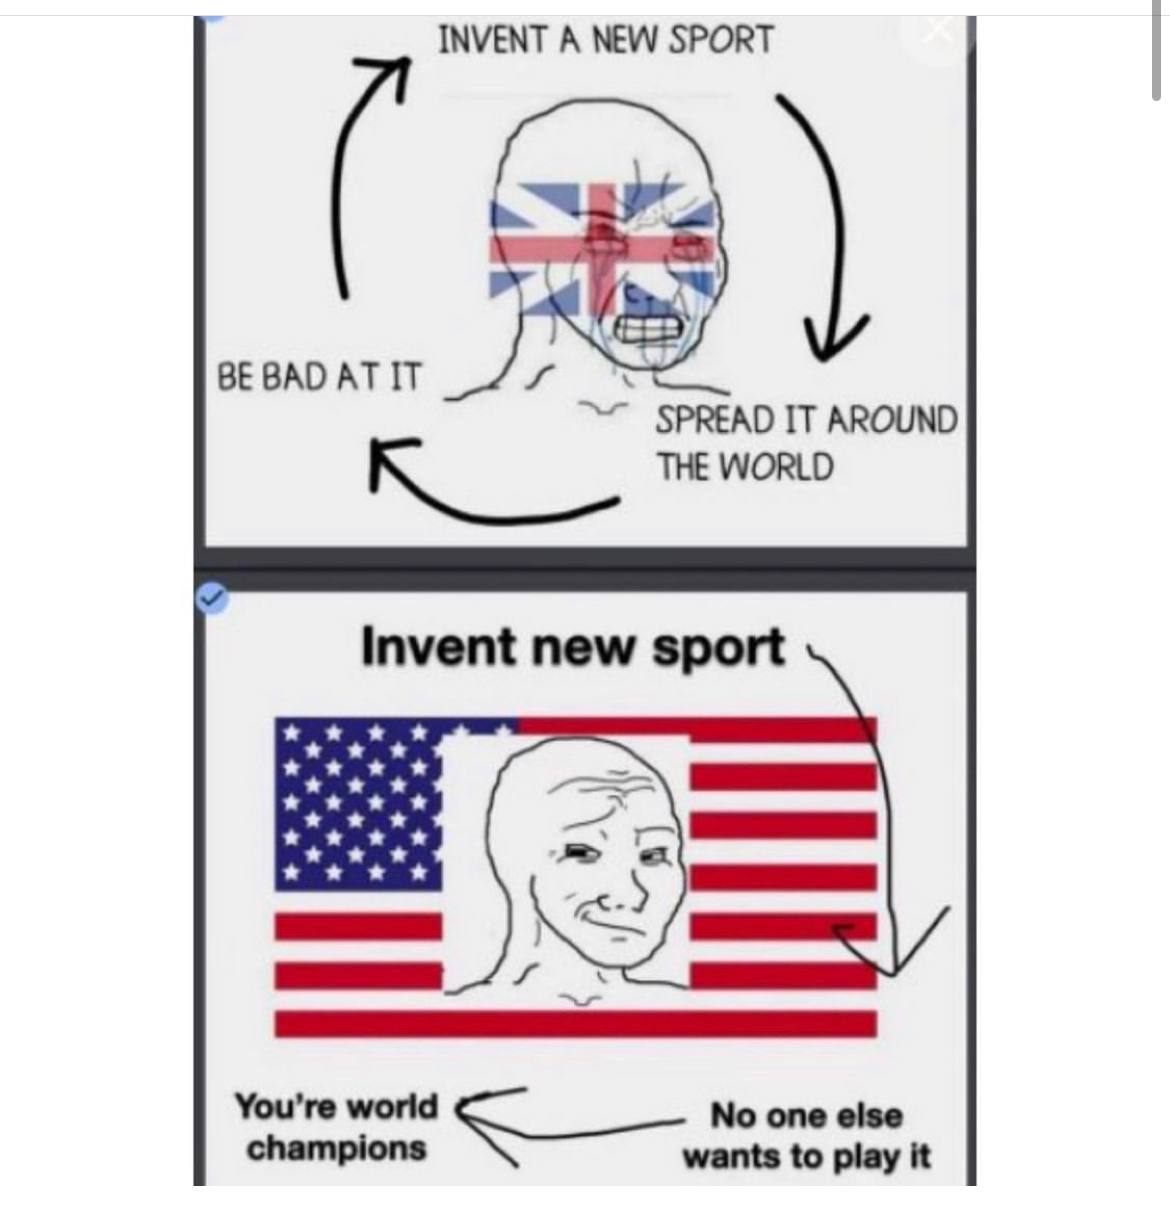 INVENT A NEW SPORT
BE BAD AT IT
SPREAD IT AROUND
THE WORLD
Invent new sport
You're world
champions
No one else
wants to play it